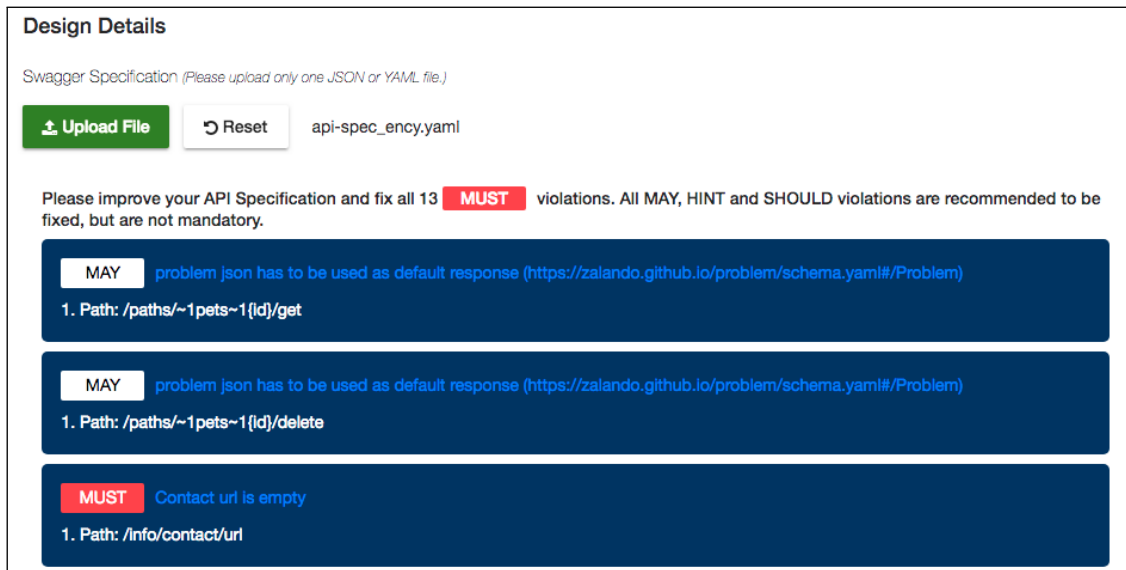 Design Details
Swagger Specification (Please upload only one JSON or YAML file.)
Upload File Reset api-spec_ency.yaml
Please improve your API Specification and fix all 13 MUST violations. All MAY, HINT and SHOULD violations are recommended to be
fixed, but are not mandatory.
MAY problem json has to be used as default response (https://zalando.github.io/problem/schema.yaml#/Problem)
1. Path: /paths/~1pets~1{id}/get
MAY problem json has to be used as default response (https://zalando.github.io/problem/schema.yaml#/Problem)
1. Path: /paths/~1pets~1{id}/delete
MUST Contact url is empty
1. Path: /info/contact/url